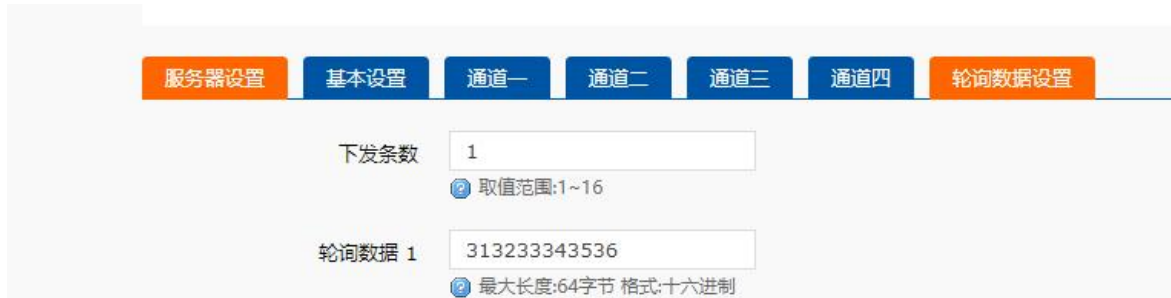 服务器设置 基本设置 通道一 通道二 通道三 通道四 轮询数据设置
下发条数 1
取值范围:1~16
轮询数据 1 313233343536
最大长度:64字节 格式:十六进制